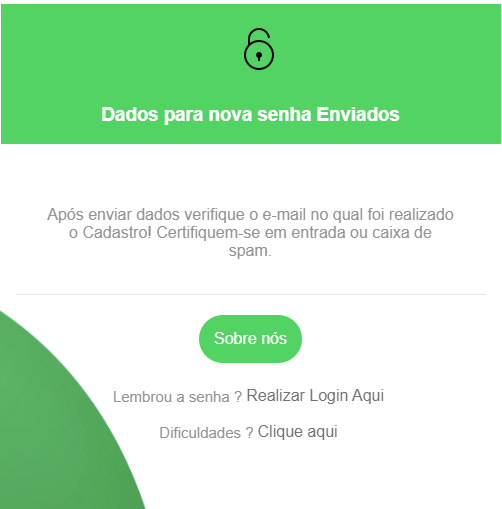 Dados para nova senha Enviados
Após enviar dados verifique o e-mail no qual foi realizado
o Cadastro! Certifiquem-se em entrada ou caixa de
spam.
Sobre nós
Lembrou a senha ? Realizar Login Aqui
Dificuldades ? Clique aqui